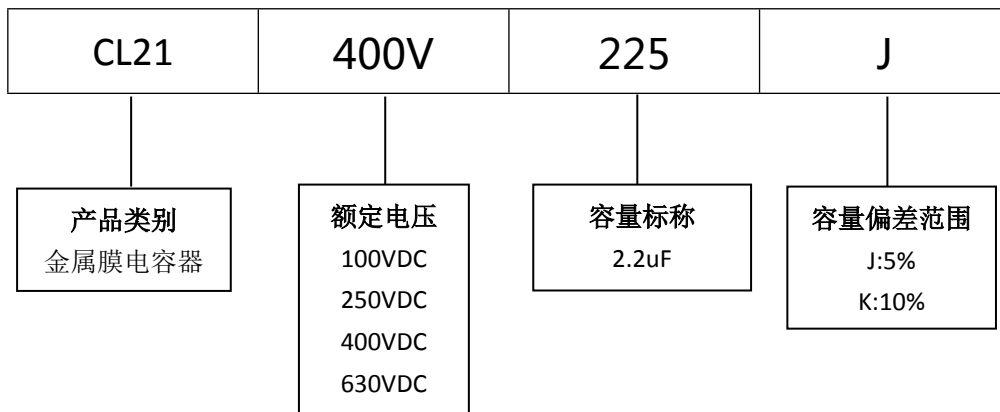 CL21 400V 225 J
产品类别
金属膜电容器
额定电压
100VDC
250VDC
400VDC
630VDC
容量标称
2.2uF
容量偏差范围
J:5%
K:10%